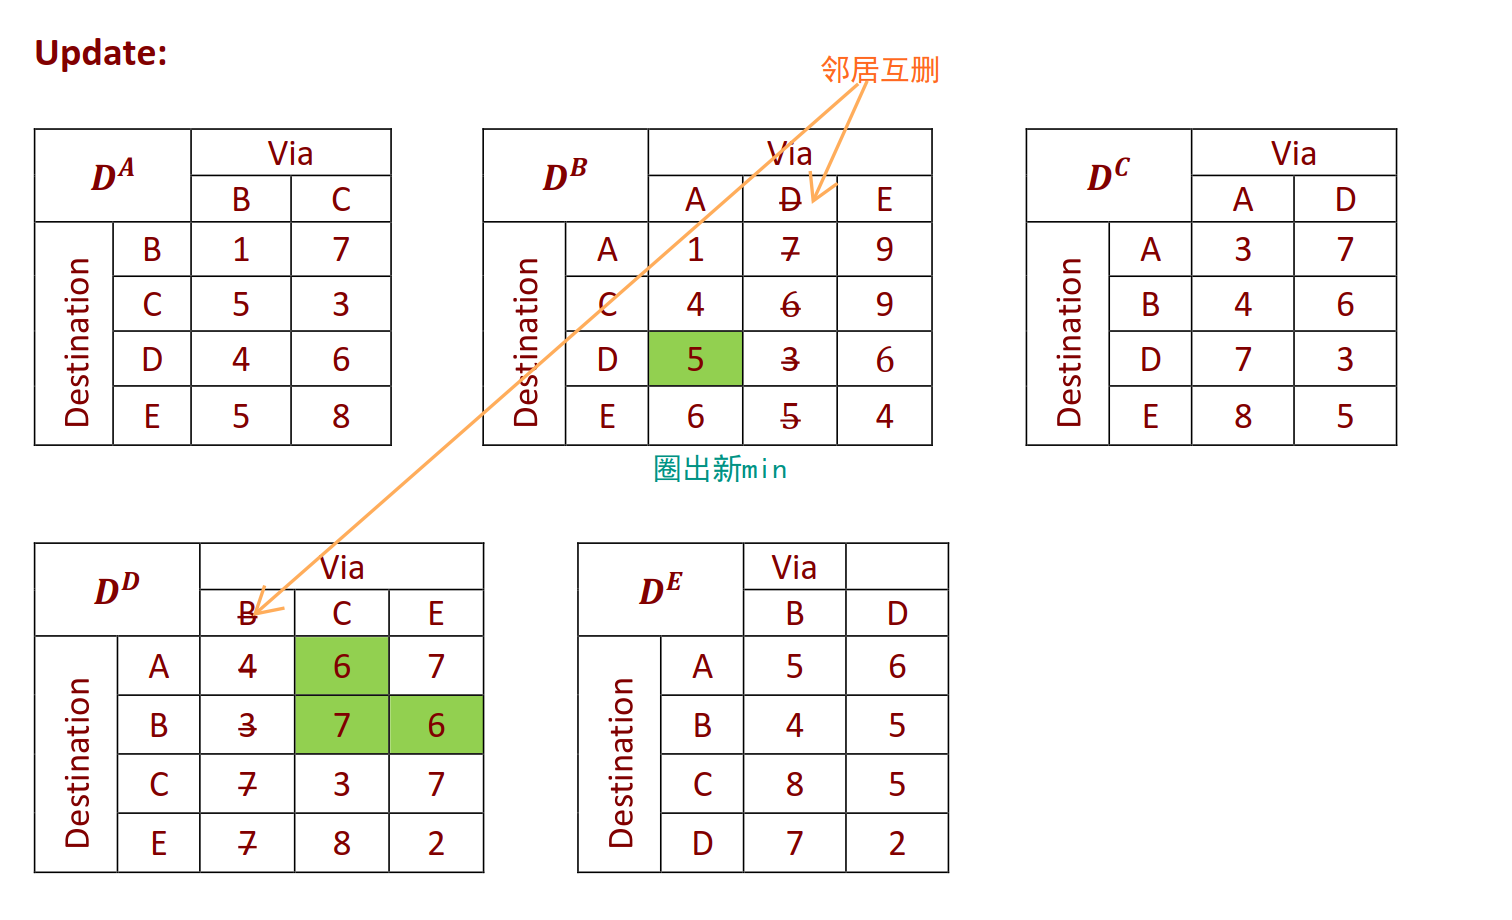 Update:
邻居互删
D^A Via
B C
Destination
B 1 7
C 5 3
D 4 6
E 5 8
D^B Via
A D E
Destination
A 1 7 9
C 4 6 9
D 5 3 6
E 6 5 4
D^C Via
A D
Destination
A 3 7
B 4 6
D 7 3
E 8 5
圈出新min
D^D Via
B C E
Destination
A 4 6 7
B 3 7 6
C 7 3 7
E 7 8 2
D^E Via
B D
Destination
A 5 6
B 4 5
C 8 5
D 7 2